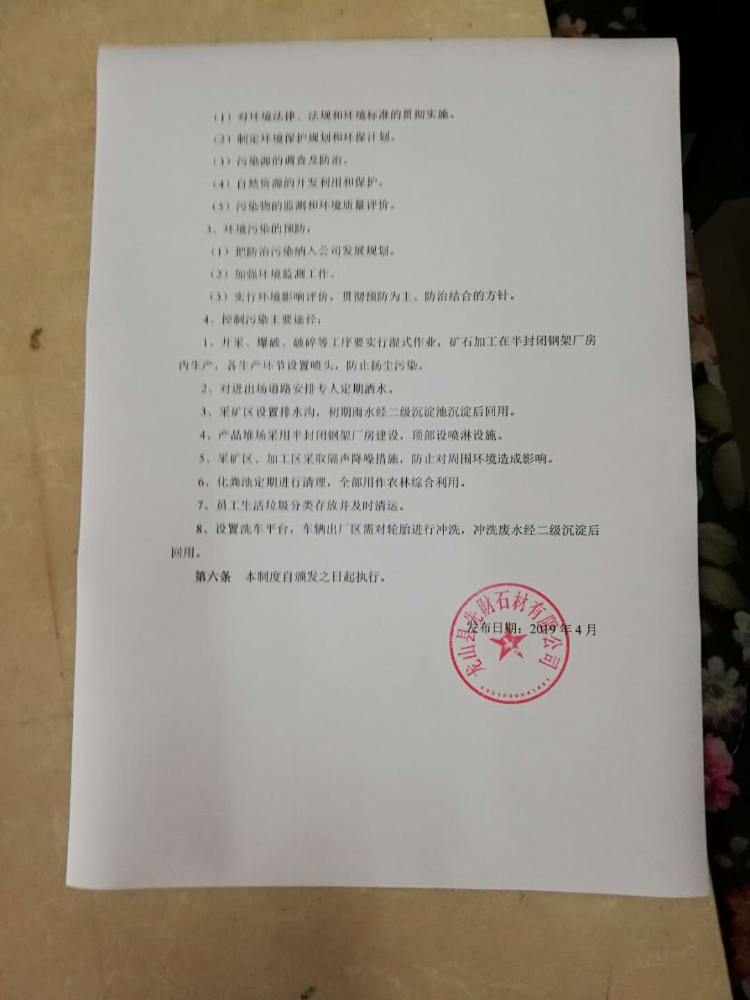 （1）对环境法律、法规和环境标准的贯彻实施。
（2）制定环境保护规划和环保计划。
（3）污染源的调查及防治。
（4）自然资源的开发利用和保护。
（5）污染物的监测和环境质量评价。
3、环境污染的预防；
（1）把防治污染纳入公司发展规划。
（2）加强环境监测工作。
（3）实行环境影响评价，贯彻预防为主、防治结合的方针。
4、控制污染主要途径；
1、开采、爆破、破碎等工序要实行湿式作业，矿石加工在半封闭钢架厂房
内生产，各生产环节设置喷头，防止扬尘污染。
2、对进出场道路安排专人定期洒水。
3、采矿区设置排水沟，初期雨水经二级沉淀池沉淀后回用。
4、产品堆场采用半封闭钢架厂房建设，顶部设喷淋设施。
5、采矿区、加工区采取隔声降噪措施，防止对周围环境造成影响。
6、化粪池定期进行清理，全部用作农林综合利用。
7、员工生活垃圾分类存放并及时清运。
8、设置洗车平台，车辆出厂区需对轮胎进行冲洗，冲洗废水经二级沉淀后
回用。
第六条 本制度自颁发之日起执行。
发布日期：2019 年 4 月
龙山县先财石材有限公司